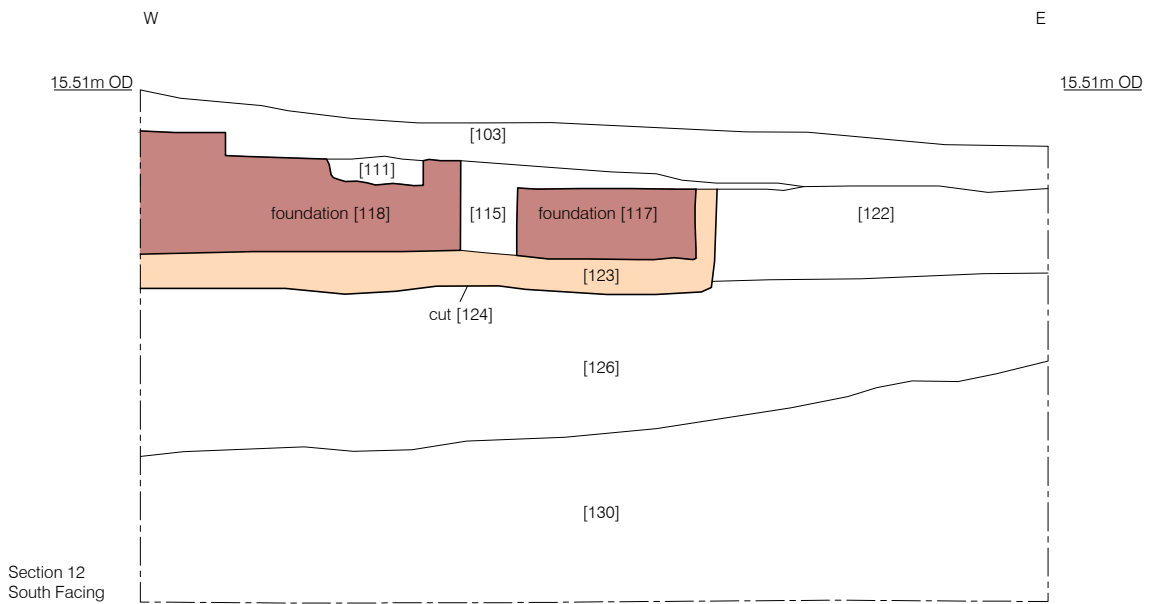 W
E
15.51m OD
15.51m OD
[103]
[111]
foundation [118]
[115]
foundation [117]
[122]
[123]
cut [124]
[126]
[130]
Section 12
South Facing